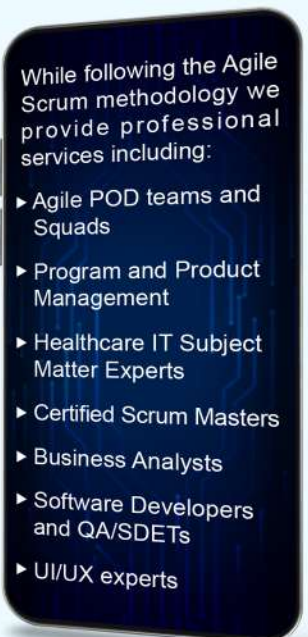 While following the Agile
Scrum methodology we
provide professional
services including:
▸ Agile POD teams and
Squads
▸ Program and Product
Management
▸ Healthcare IT Subject
Matter Experts
▸ Certified Scrum Masters
▸ Business Analysts
▸ Software Developers
and QA/SDETs
▸ UI/UX experts